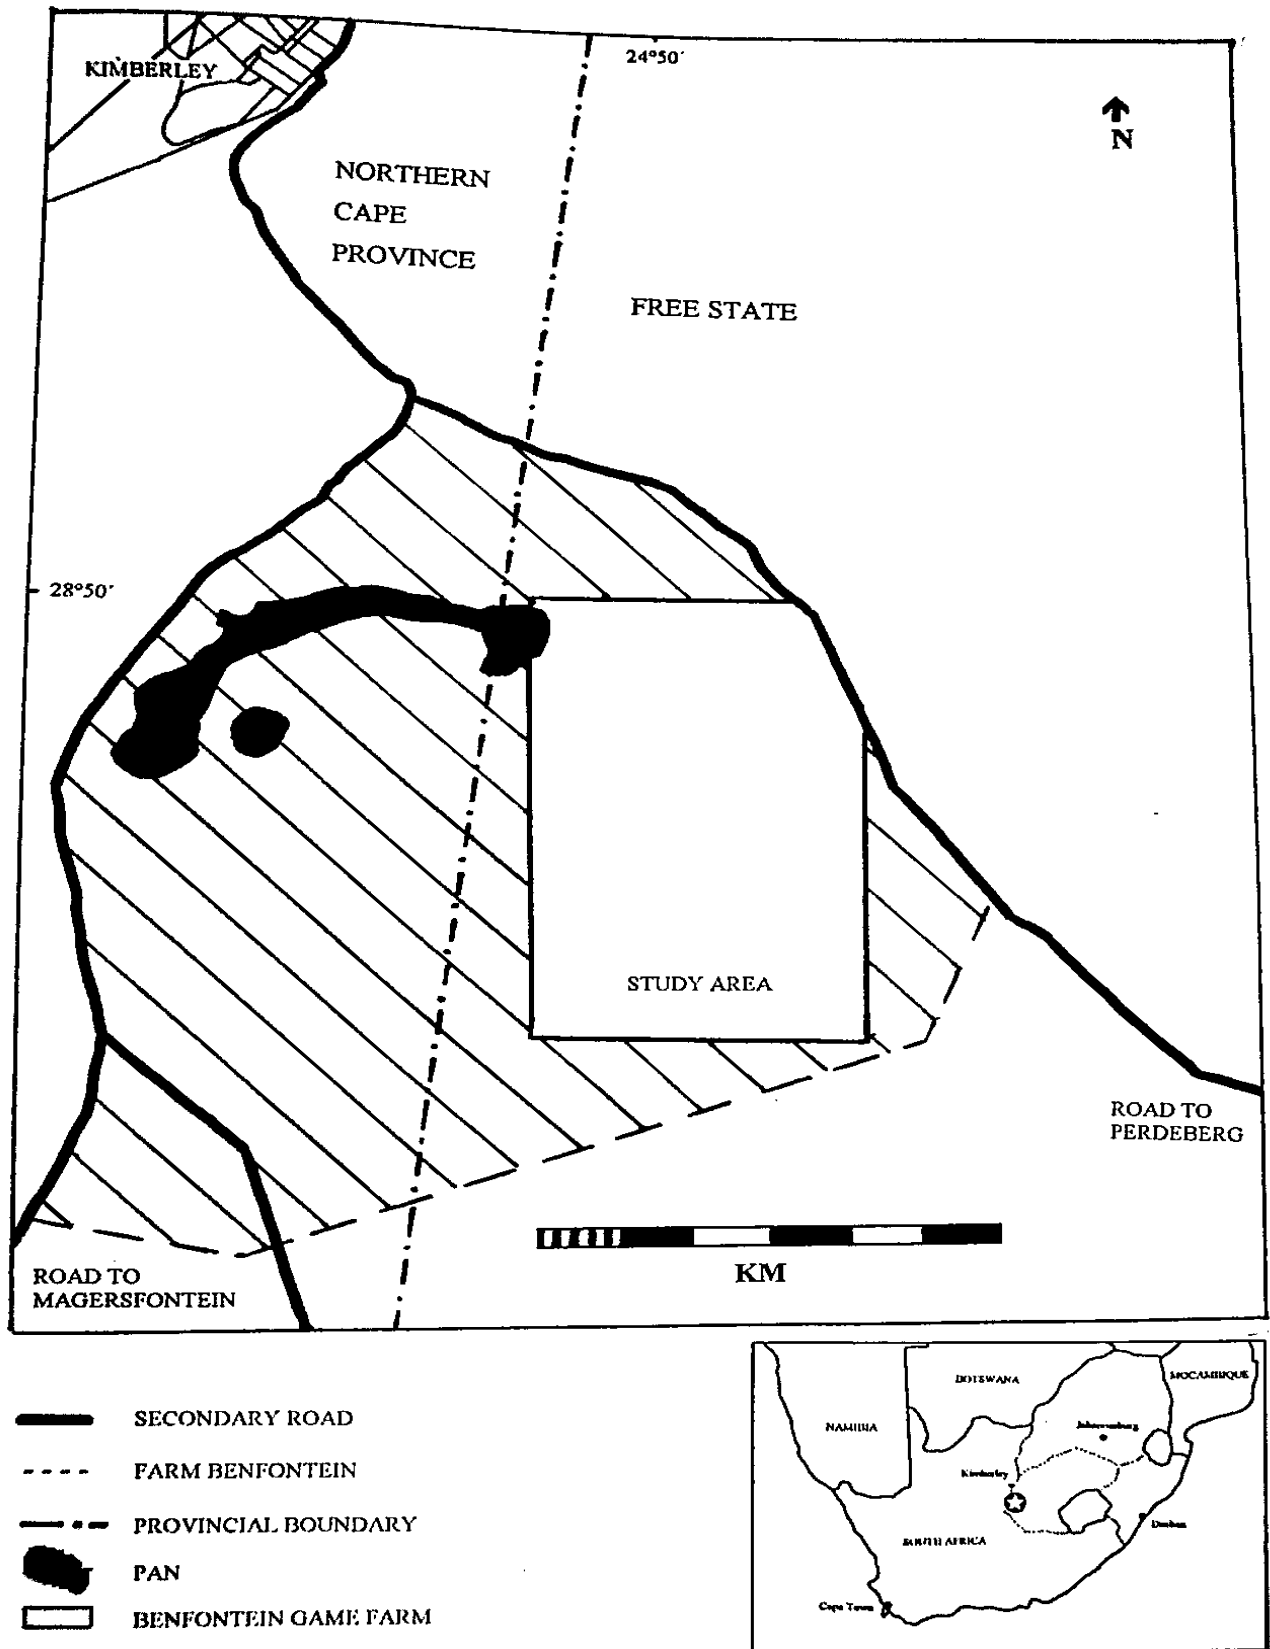 24°50′
KIMBERLEY
N
NORTHERN
CAPE
PROVINCE
FREE STATE
28°50′
STUDY AREA
ROAD TO
PERDEBERG
KM
ROAD TO
MAGERSFONTEIN
SECONDARY ROAD
FARM BENFONTEIN
PROVINCIAL BOUNDARY
PAN
BENFONTEIN GAME FARM
BOTSWANA
MOCAMBIQUE
NAMIBIA
Johannesburg
Kimberley
Durban
SOUTH AFRICA
Cape Town